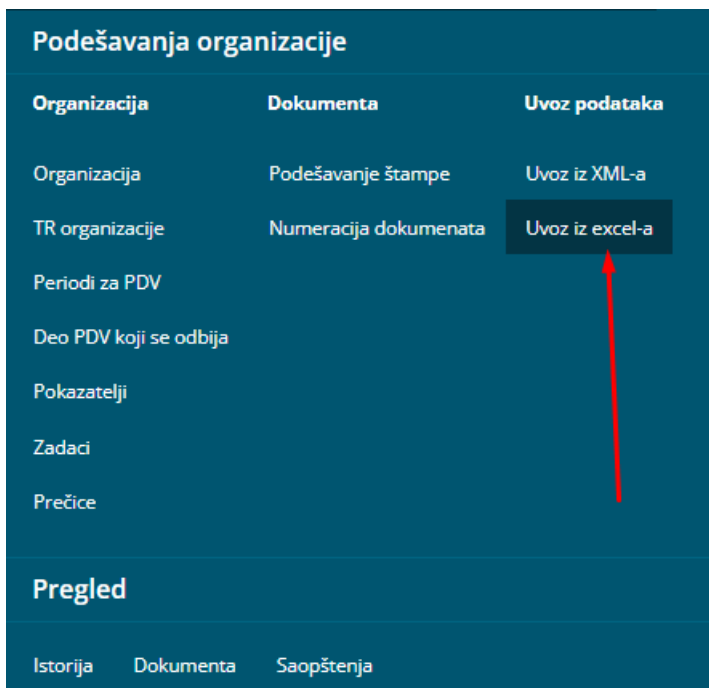 Podešavanja organizacije
Organizacija Dokumenta Uvoz podataka
Organizacija Podešavanje štampe Uvoz iz XML-a
TR organizacije Numeracija dokumenata Uvoz iz excel-a
Periodi za PDV
Deo PDV koji se odbija
Pokazatelji
Zadaci
Prečice
Pregled
Istorija Dokumenta Saopštenja